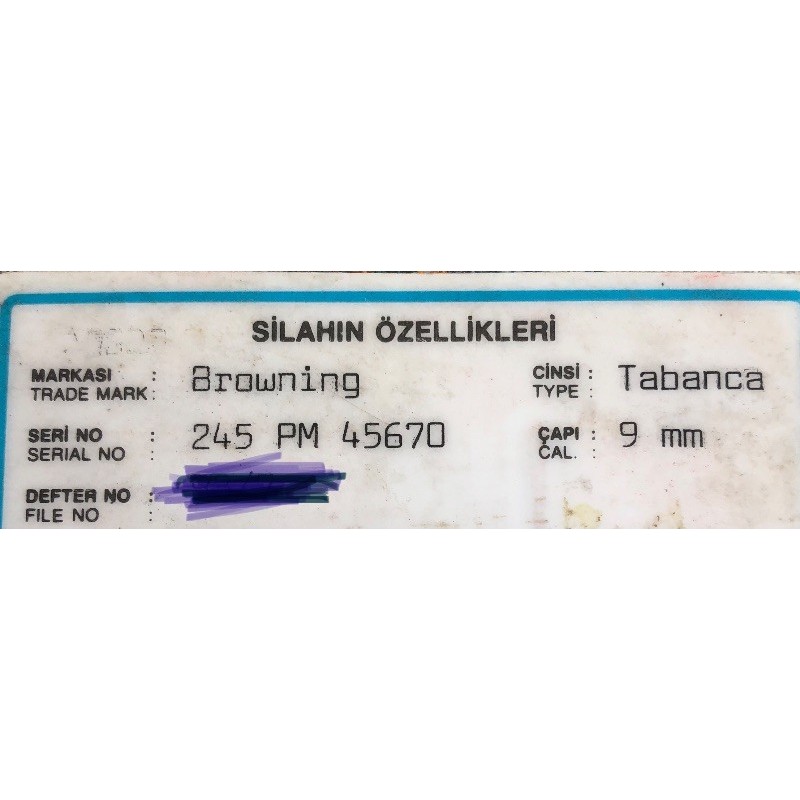 SİLAHIN ÖZELLİKLERİ
MARKASI : Browning CİNSİ : Tabanca
TRADE MARK : TYPE :
SERİ NO : 245 PM 45670 ÇAPI : 9 mm
SERIAL NO : CAL. :
DEFTER NO :
FILE NO :